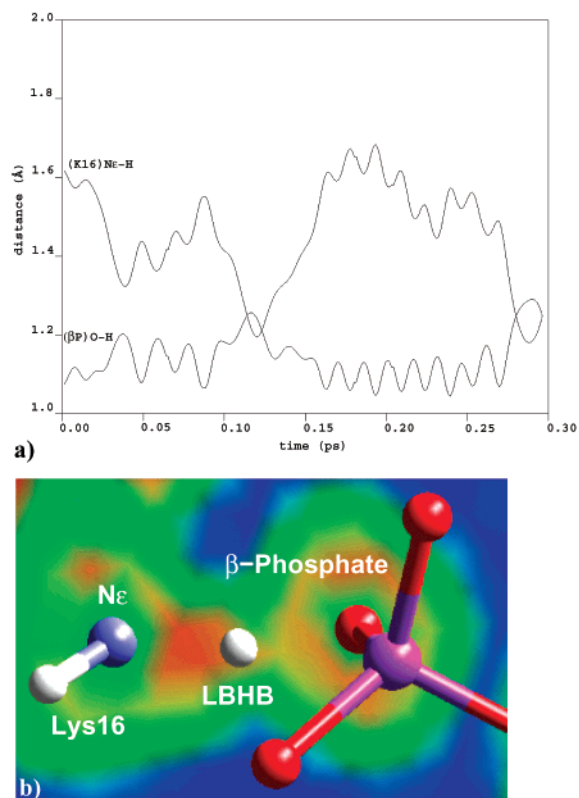 2.0
1.8
1.6
1.4
1.2
1.0
distance (Å)
(K16)Nε-H
(βP)O-H
0.00 0.05 0.10 0.15 0.20 0.25 0.30
time (ps)
a)
β-Phosphate
Nε
LBHB
Lys16
b)